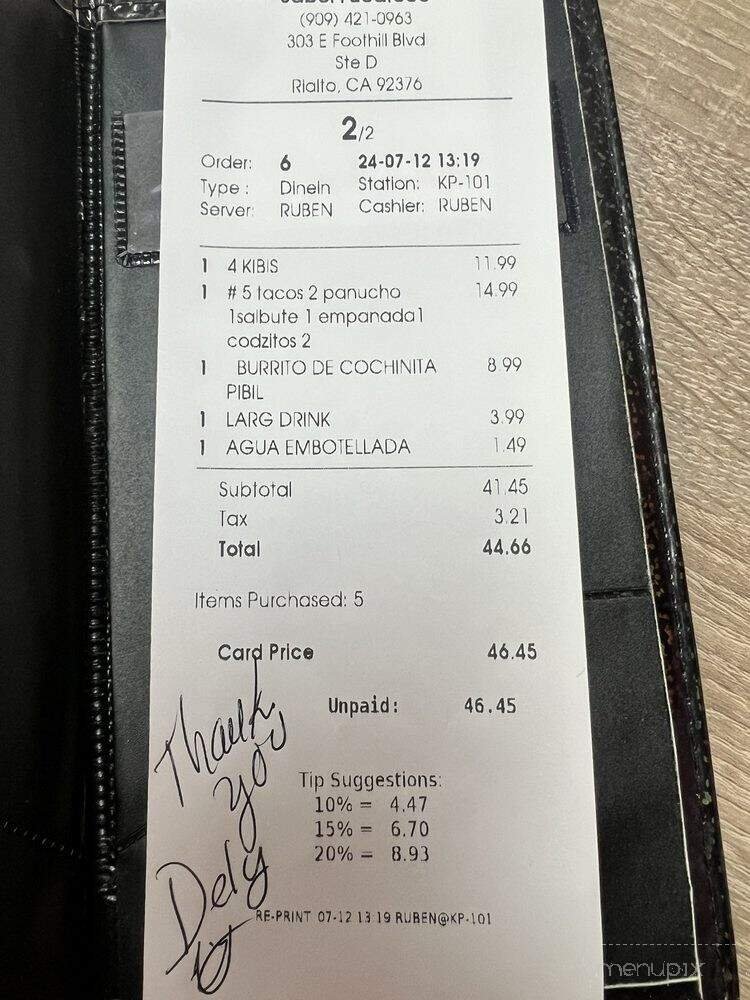 (909) 421-0963
303 E Foothill Blvd
Ste D
Rialto, CA 92376
2/2
Order: 6 24-07-12 13:19
Type : DineIn Station: KP-101
Server: RUBEN Cashier: RUBEN
1 4 KIBIS 11.99
1 # 5 tacos 2 panucho 14.99
1salbute 1 empanada1
codzitos 2
1 BURRITO DE COCHINITA 8.99
PIBIL
1 LARG DRINK 3.99
1 AGUA EMBOTELLADA 1.49
Subtotal 41.45
Tax 3.21
Total 44.66
Items Purchased: 5
Card Price 46.45
Unpaid: 46.45
Thank
you
Tip Suggestions:
10% = 4.47
15% = 6.70
20% = 8.93
Dely
RE-PRINT 07-12 13:19 RUBEN@KP-101
menupix